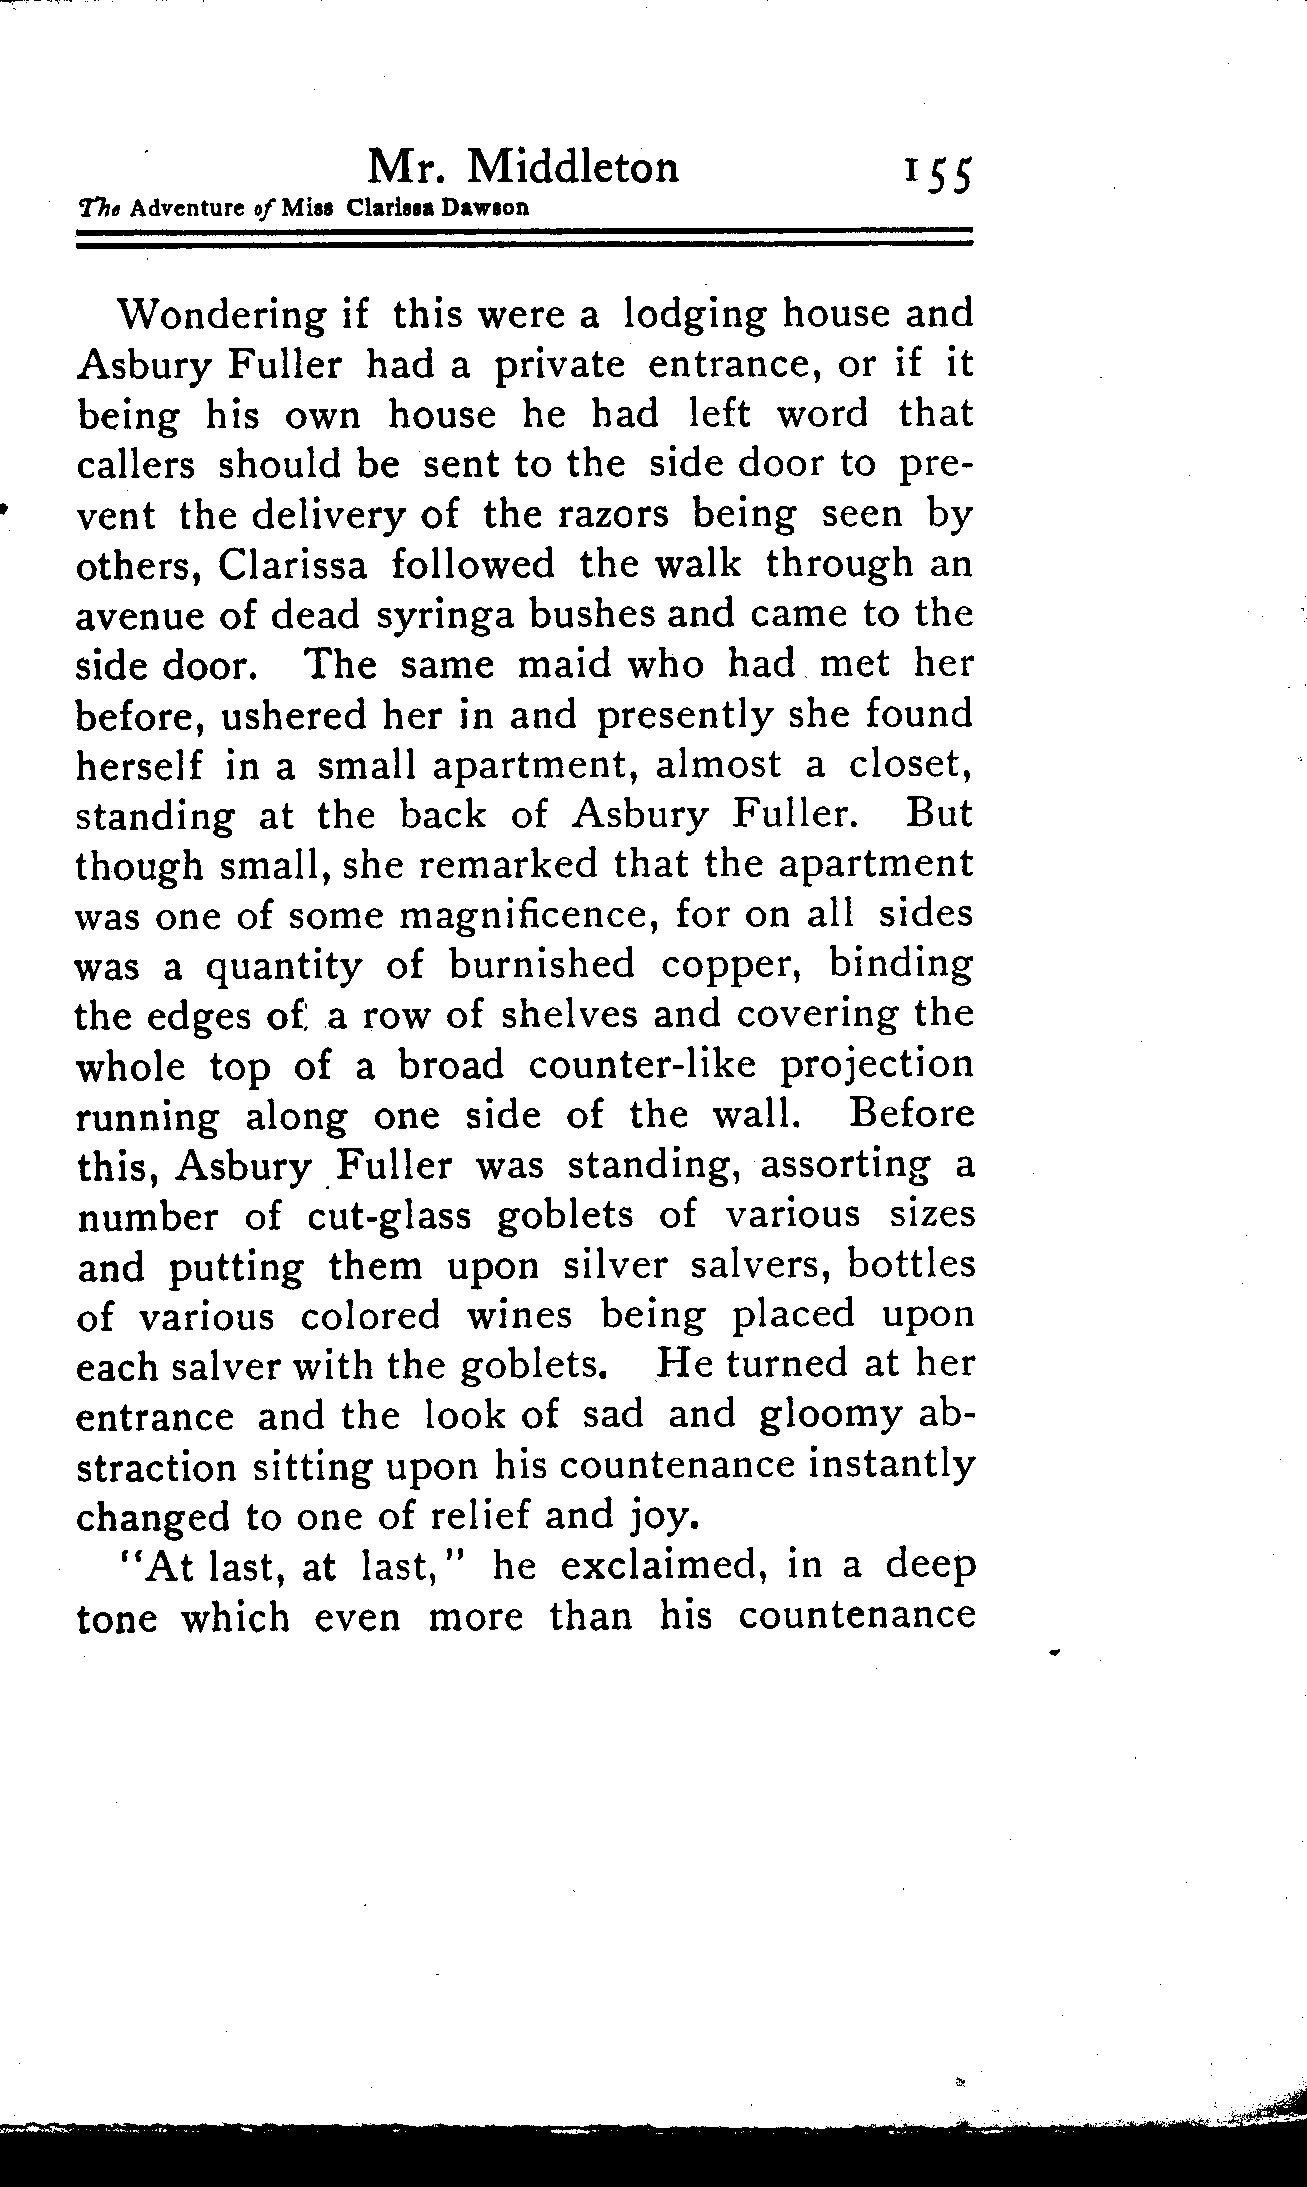 Mr. Middleton 155
The Adventure of Miss Clarissa Dawson
Wondering if this were a lodging house and
Asbury Fuller had a private entrance, or if it
being his own house he had left word that
callers should be sent to the side door to pre-
vent the delivery of the razors being seen by
others, Clarissa followed the walk through an
avenue of dead syringa bushes and came to the
side door. The same maid who had met her
before, ushered her in and presently she found
herself in a small apartment, almost a closet,
standing at the back of Asbury Fuller. But
though small, she remarked that the apartment
was one of some magnificence, for on all sides
was a quantity of burnished copper, binding
the edges of a row of shelves and covering the
whole top of a broad counter-like projection
running along one side of the wall. Before
this, Asbury Fuller was standing, assorting a
number of cut-glass goblets of various sizes
and putting them upon silver salvers, bottles
of various colored wines being placed upon
each salver with the goblets. He turned at her
entrance and the look of sad and gloomy ab-
straction sitting upon his countenance instantly
changed to one of relief and joy.
"At last, at last," he exclaimed, in a deep
tone which even more than his countenance